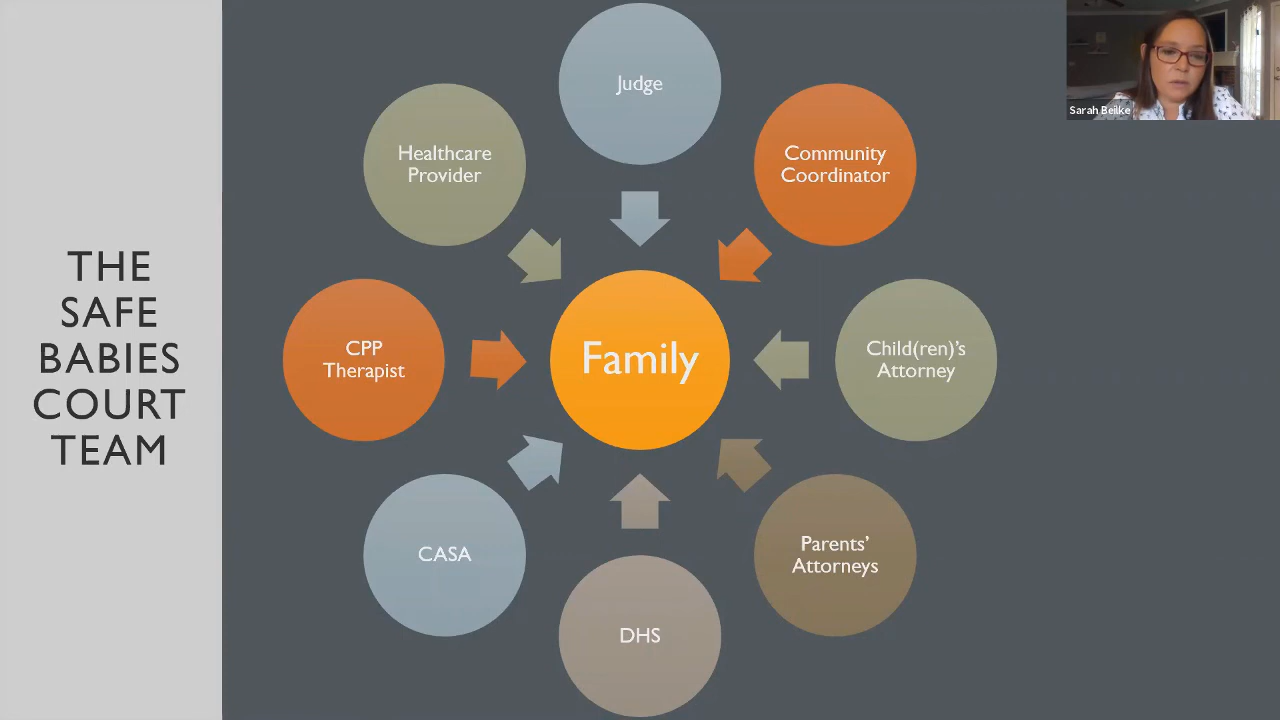 THE
SAFE
BABIES
COURT
TEAM
Judge
Community
Coordinator
Child(ren)'s
Attorney
Parents'
Attorneys
DHS
CASA
CPP
Therapist
Healthcare
Provider
Family
Sarah Beilke